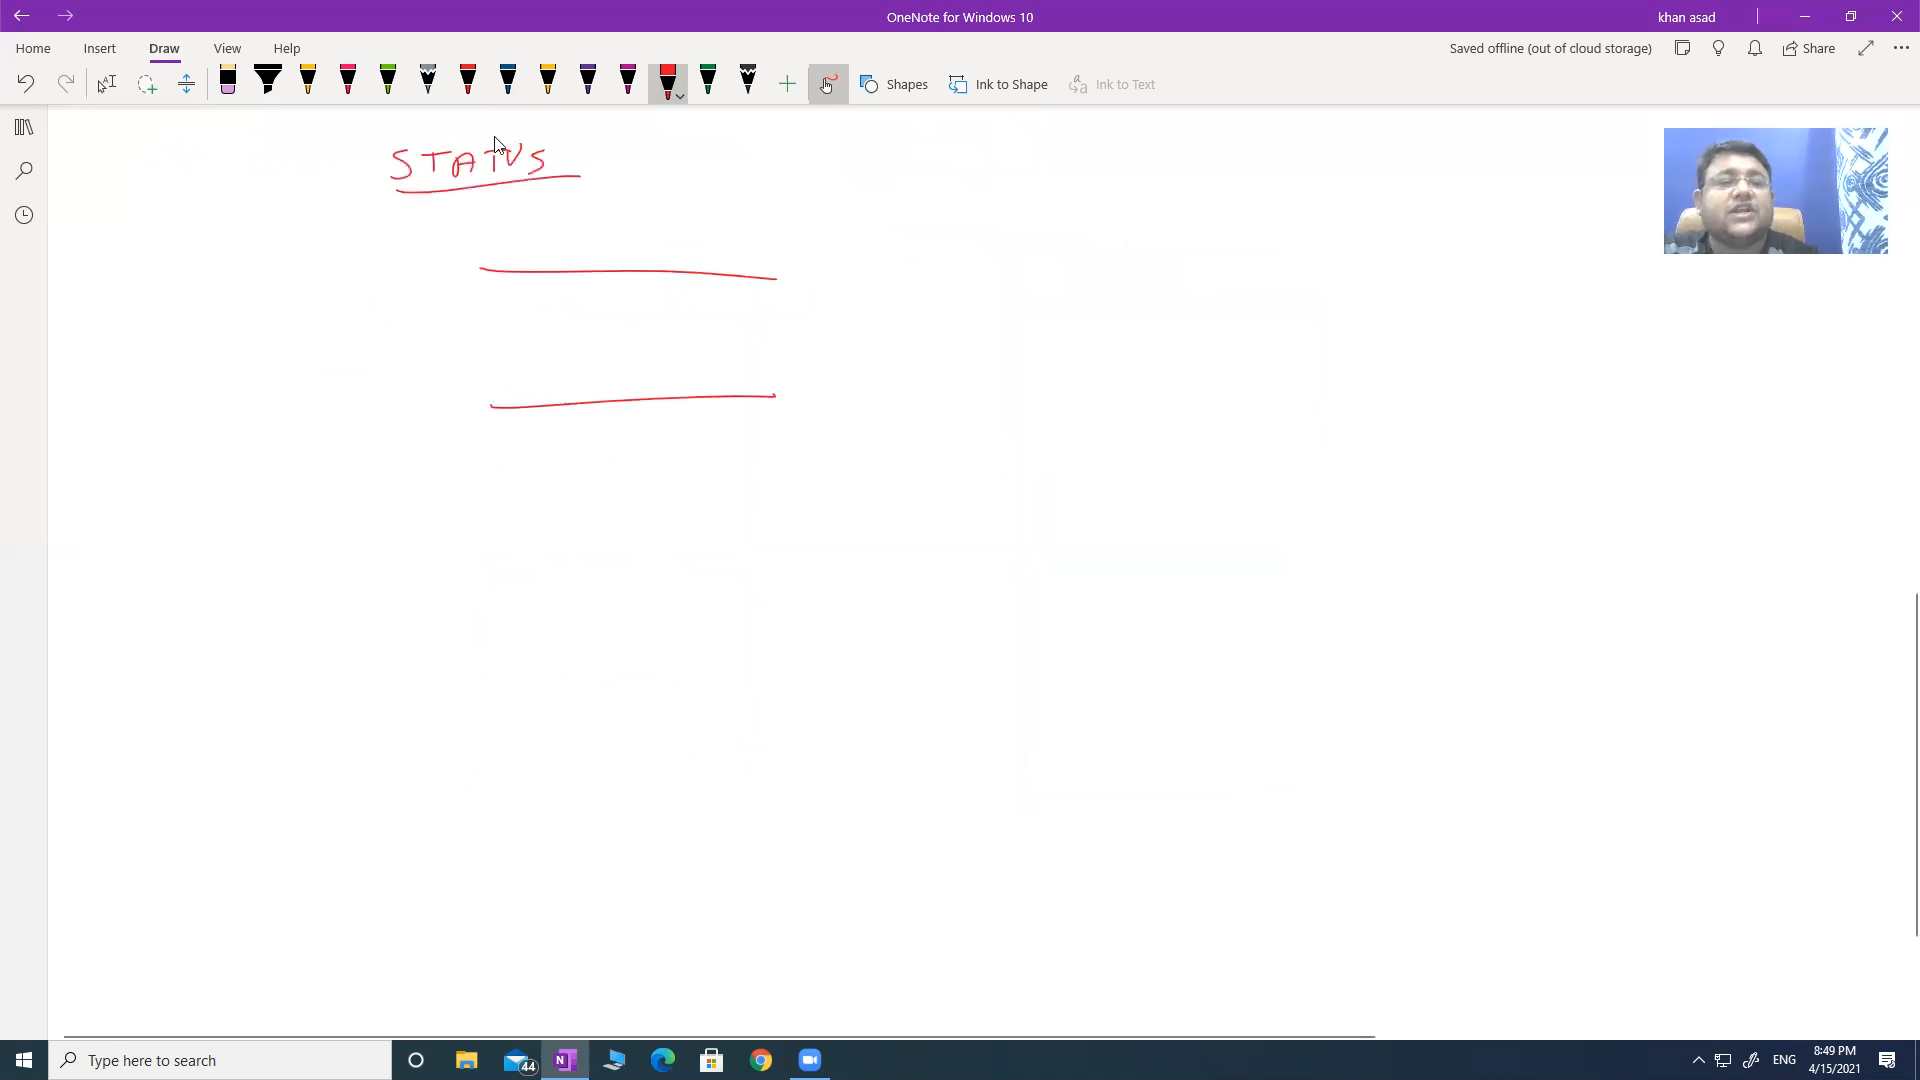 OneNote for Windows 10
khan asad
Home Insert Draw View Help
Saved offline (out of cloud storage)
Share
Shapes
Ink to Shape
Ink to Text
STATUS
Type here to search
44
N
ENG
8:49 PM
4/15/2021